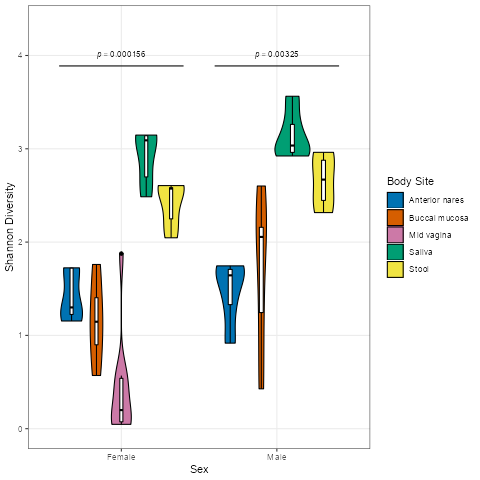 p = 0.000156
p = 0.00325
4
3
2
1
0
Shannon Diversity
Female
Male
Sex
Body Site
Anterior nares
Buccal mucosa
Mid vagina
Saliva
Stool